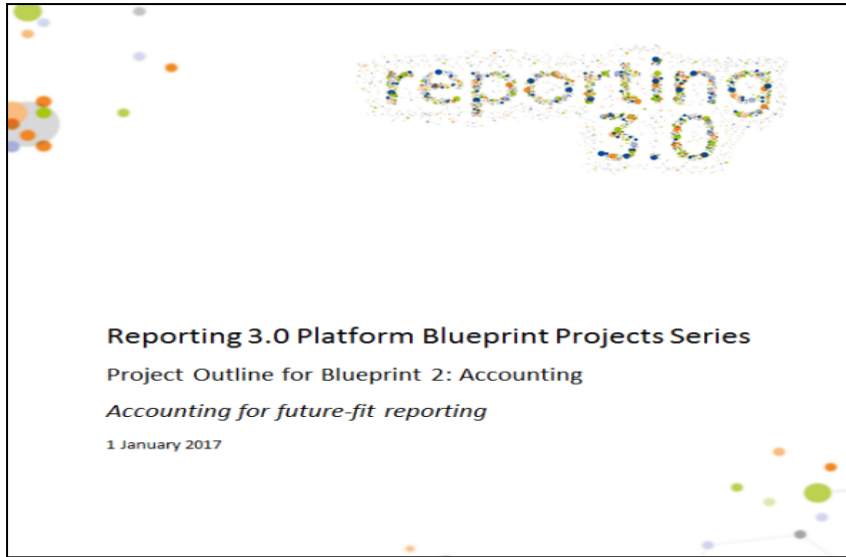 reporting
3.0
Reporting 3.0 Platform Blueprint Projects Series
Project Outline for Blueprint 2: Accounting
Accounting for future-fit reporting
1 January 2017